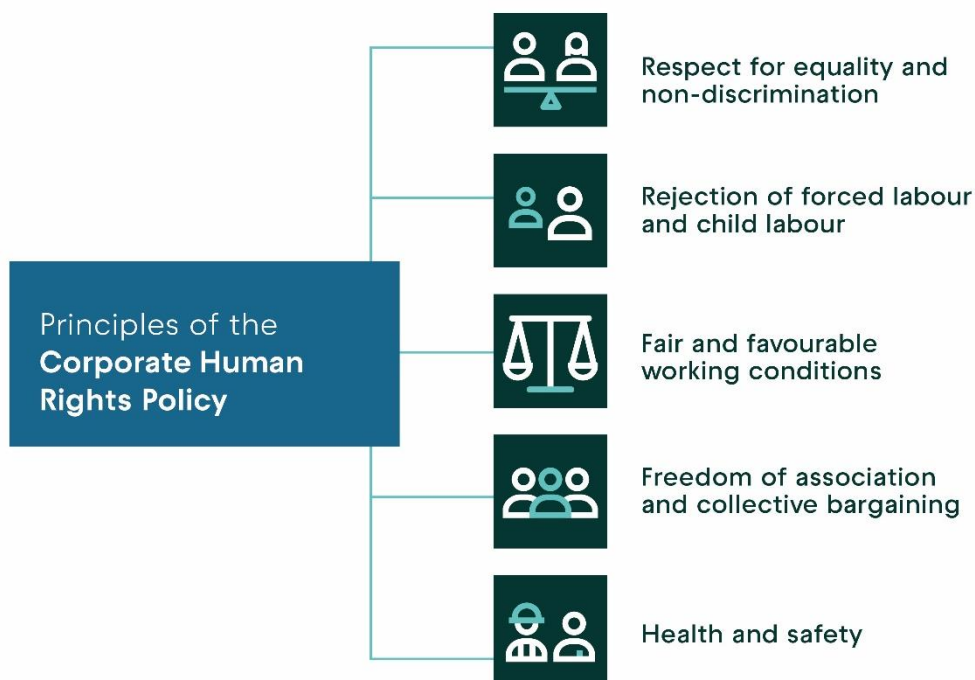 Principles of the
Corporate Human
Rights Policy
Respect for equality and
non-discrimination
Rejection of forced labour
and child labour
Fair and favourable
working conditions
Freedom of association
and collective bargaining
Health and safety